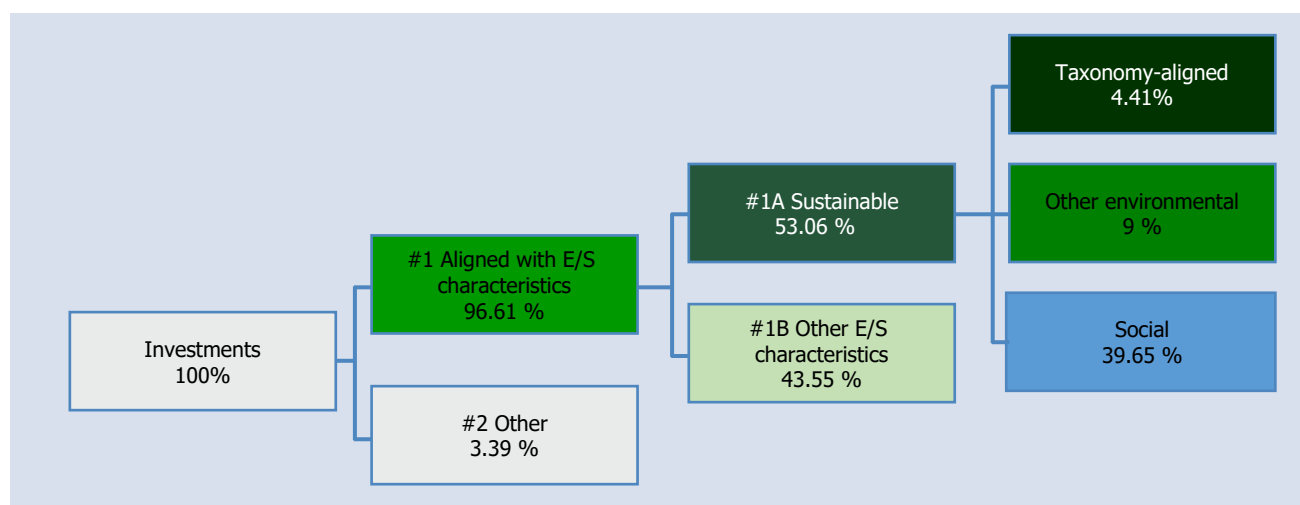 Investments
100%
#1 Aligned with E/S
characteristics
96.61 %
#2 Other
3.39 %
#1A Sustainable
53.06 %
#1B Other E/S
characteristics
43.55 %
Taxonomy-aligned
4.41%
Other environmental
9 %
Social
39.65 %